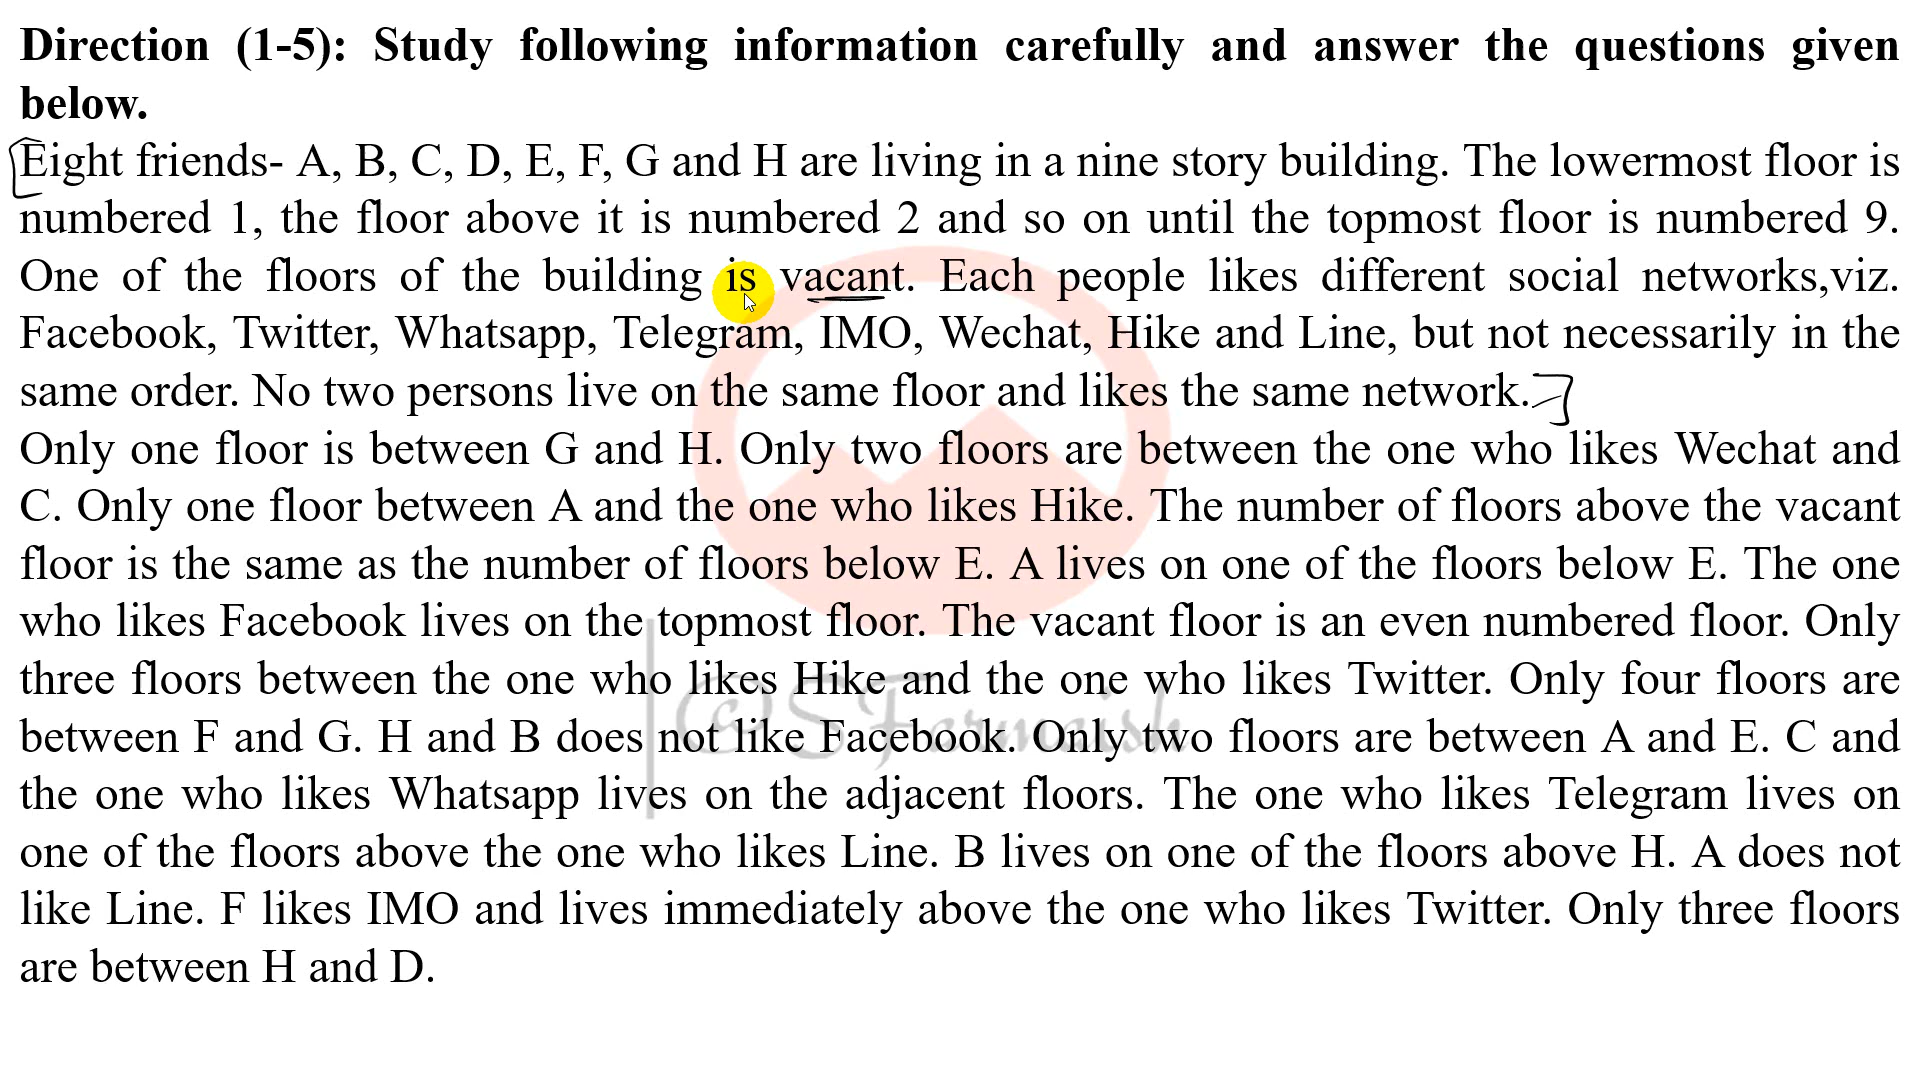 Direction (1-5): Study following information carefully and answer the questions given
below.
Eight friends- A, B, C, D, E, F, G and H are living in a nine story building. The lowermost floor is
numbered 1, the floor above it is numbered 2 and so on until the topmost floor is numbered 9.
One of the floors of the building is vacant. Each people likes different social networks,viz.
Facebook, Twitter, Whatsapp, Telegram, IMO, Wechat, Hike and Line, but not necessarily in the
same order. No two persons live on the same floor and likes the same network.
Only one floor is between G and H. Only two floors are between the one who likes Wechat and
C. Only one floor between A and the one who likes Hike. The number of floors above the vacant
floor is the same as the number of floors below E. A lives on one of the floors below E. The one
who likes Facebook lives on the topmost floor. The vacant floor is an even numbered floor. Only
three floors between the one who likes Hike and the one who likes Twitter. Only four floors are
between F and G. H and B does not like Facebook. Only two floors are between A and E. C and
the one who likes Whatsapp lives on the adjacent floors. The one who likes Telegram lives on
one of the floors above the one who likes Line. B lives on one of the floors above H. A does not
like Line. F likes IMO and lives immediately above the one who likes Twitter. Only three floors
are between H and D.